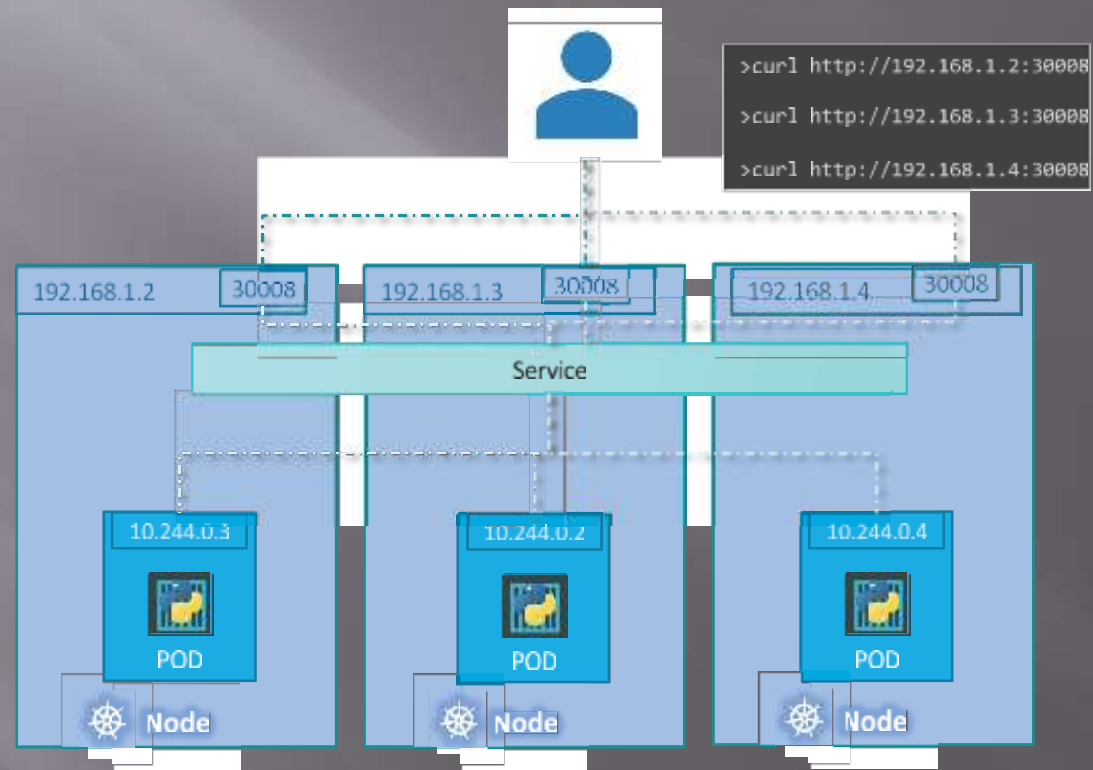 >curl http://192.168.1.2:30008
>curl http://192.168.1.3:30008
>curl http://192.168.1.4:30008
192.168.1.2
30008
192.168.1.3
30008
192.168.1.4
30008
Service
10.244.0.3
10.244.0.2
10.244.0.4
POD
POD
POD
Node
Node
Node